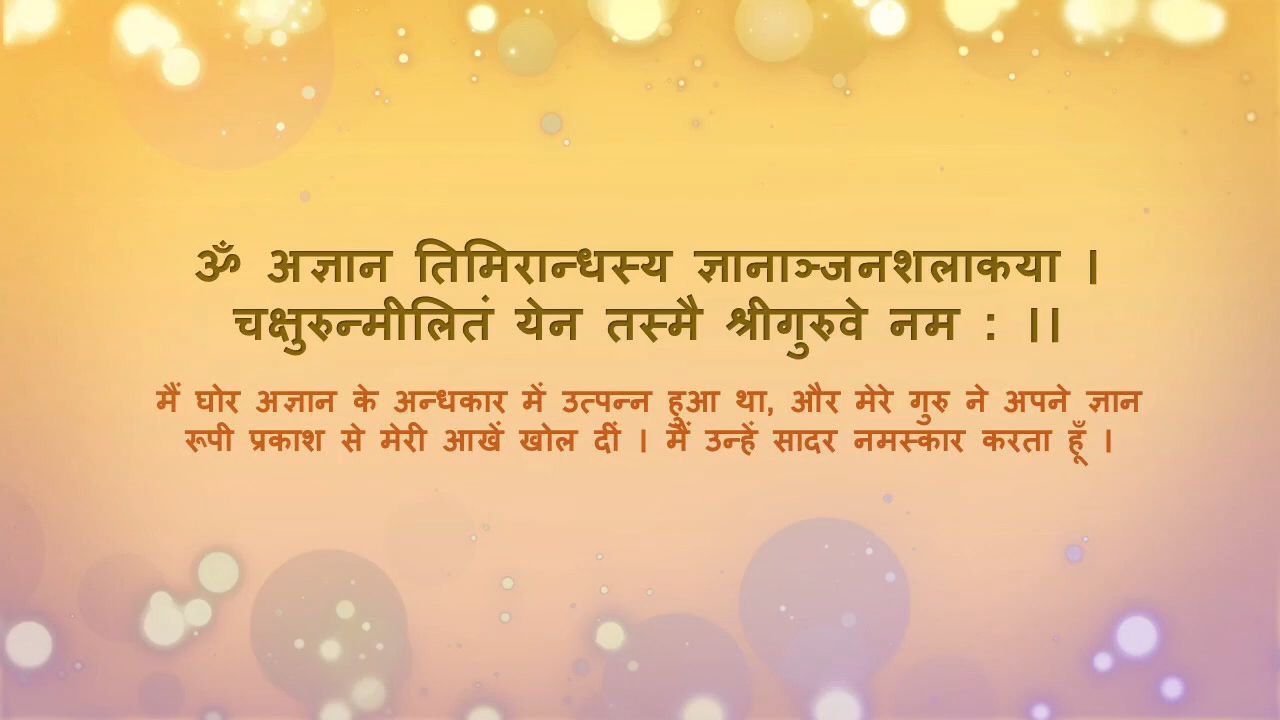 ॐ अज्ञान तिमिरान्धस्य ज्ञानाञ्जनशलाकया ।
चक्षुरुन्मीलितं येन तस्मै श्रीगुरुवे नम : ।।
मैं घोर अज्ञान के अन्धकार में उत्पन्न हुआ था, और मेरे गुरु ने अपने ज्ञान
रूपी प्रकाश से मेरी आखें खोल दीं । मैं उन्हें सादर नमस्कार करता हूँ ।